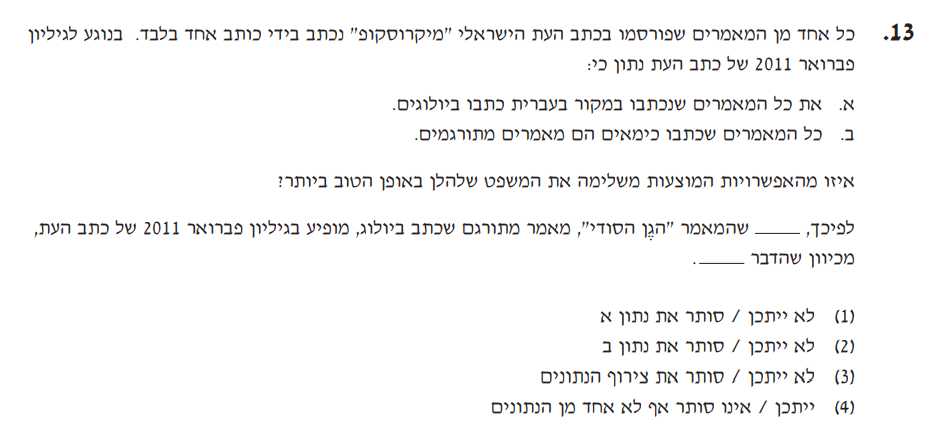 13. כל אחד מן המאמרים שפורסמו בכתב העת הישראלי "מיקרוסקופ" נכתב בידי כותב אחד בלבד. בנוגע לגיליון
פברואר 2011 של כתב העת נתון כי:
א. את כל המאמרים שנכתבו במקור בעברית כתבו ביולוגים.
ב. כל המאמרים שכתבו כימאים הם מאמרים מתורגמים.
איזו מהאפשרויות המוצעות משלימה את המשפט שלהלן באופן הטוב ביותר?
לפיכך, _____ שהמאמר "הגֶן הסודי", מאמר מתורגם שכתב ביולוג, מופיע בגיליון פברואר 2011 של כתב העת,
מכיוון שהדבר _____.
(1) לא ייתכן / סותר את נתון א
(2) לא ייתכן / סותר את נתון ב
(3) לא ייתכן / סותר את צירוף הנתונים
(4) ייתכן / אינו סותר אף לא אחד מן הנתונים